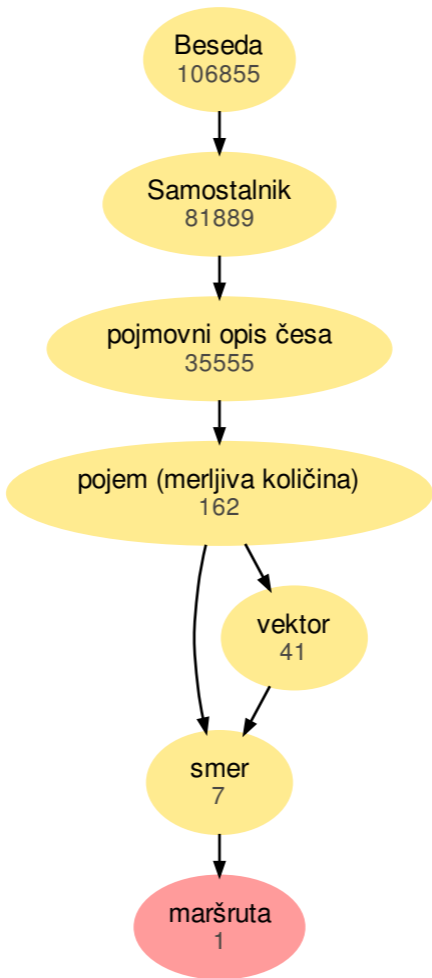 Beseda
106855
Samostalnik
81889
pojmovni opis česa
35555
pojem (merljiva količina)
162
vektor
41
smer
7
maršruta
1